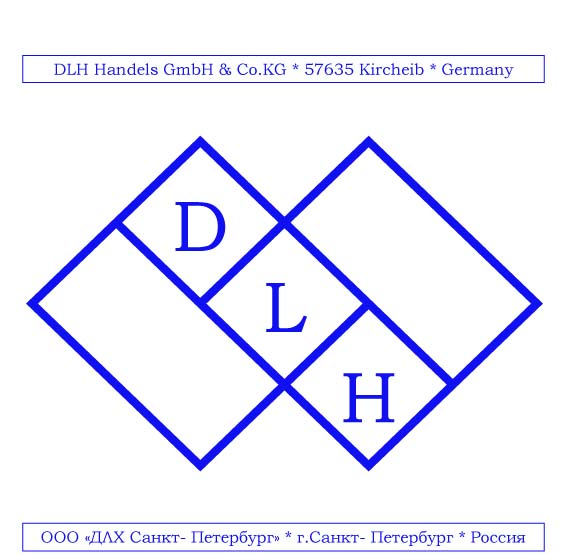 DLH Handels GmbH & Co.KG * 57635 Kircheib * Germany
D
L
H
ООО «ДЛХ Санкт- Петербург» * г.Санкт- Петербург * Россия